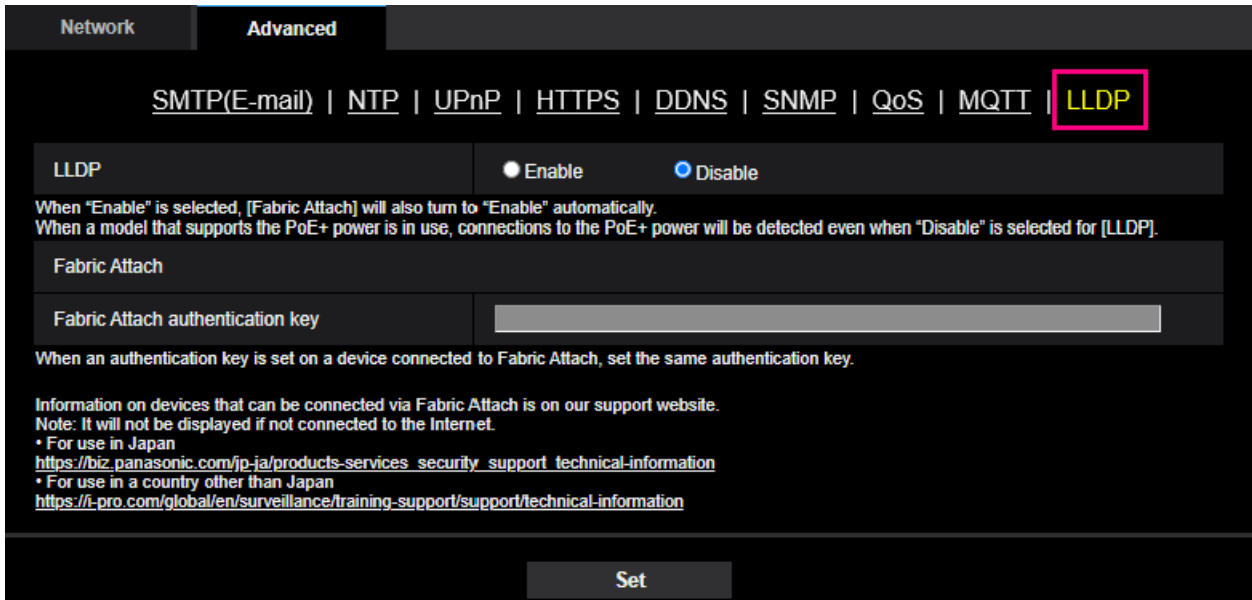 Network Advanced
SMTP(E-mail) | NTP | UPnP | HTTPS | DDNS | SNMP | QoS | MQTT | LLDP
LLDP Enable Disable
When “Enable” is selected, [Fabric Attach] will also turn to “Enable” automatically.
When a model that supports the PoE+ power is in use, connections to the PoE+ power will be detected even when “Disable” is selected for [LLDP].
Fabric Attach
Fabric Attach authentication key
When an authentication key is set on a device connected to Fabric Attach, set the same authentication key.
Information on devices that can be connected via Fabric Attach is on our support website.
Note: It will not be displayed if not connected to the Internet.
• For use in Japan
https://biz.panasonic.com/jp-ja/products-services_security_support_technical-information
• For use in a country other than Japan
https://i-pro.com/global/en/surveillance/training-support/support/technical-information
Set